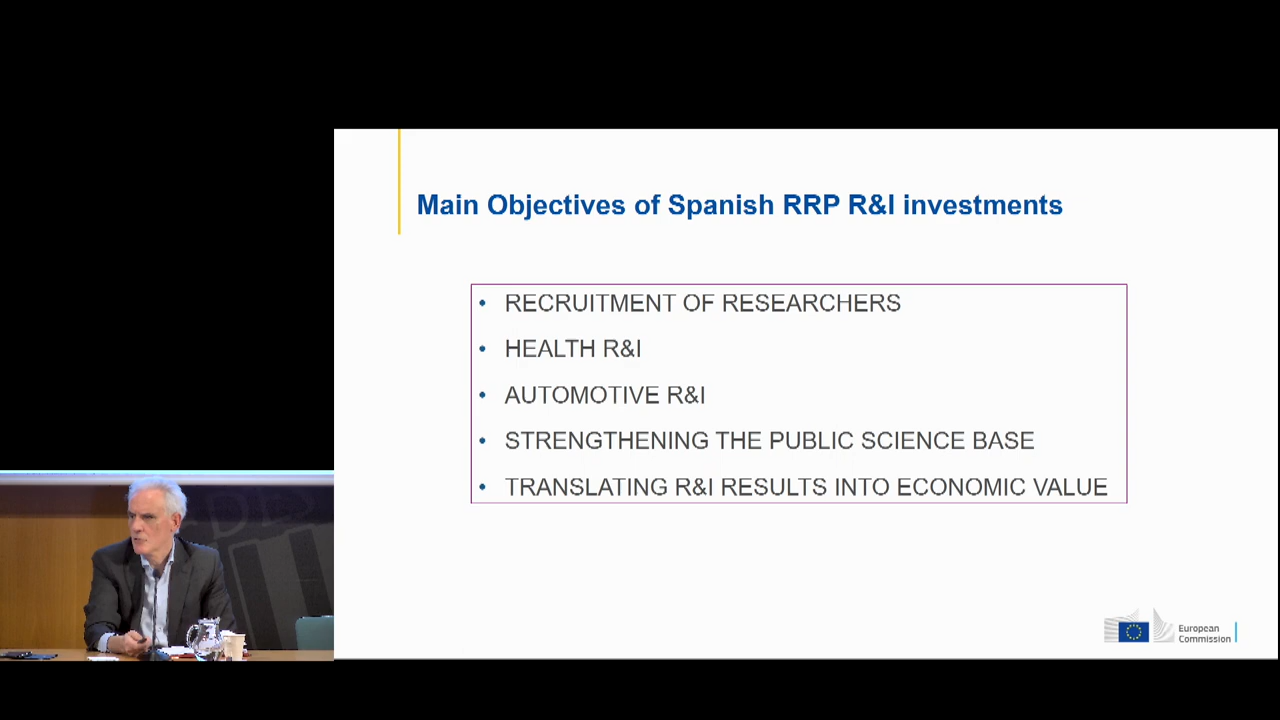 Main Objectives of Spanish RRP R&I investments
• RECRUITMENT OF RESEARCHERS
• HEALTH R&I
• AUTOMOTIVE R&I
• STRENGTHENING THE PUBLIC SCIENCE BASE
• TRANSLATING R&I RESULTS INTO ECONOMIC VALUE
European
Commission